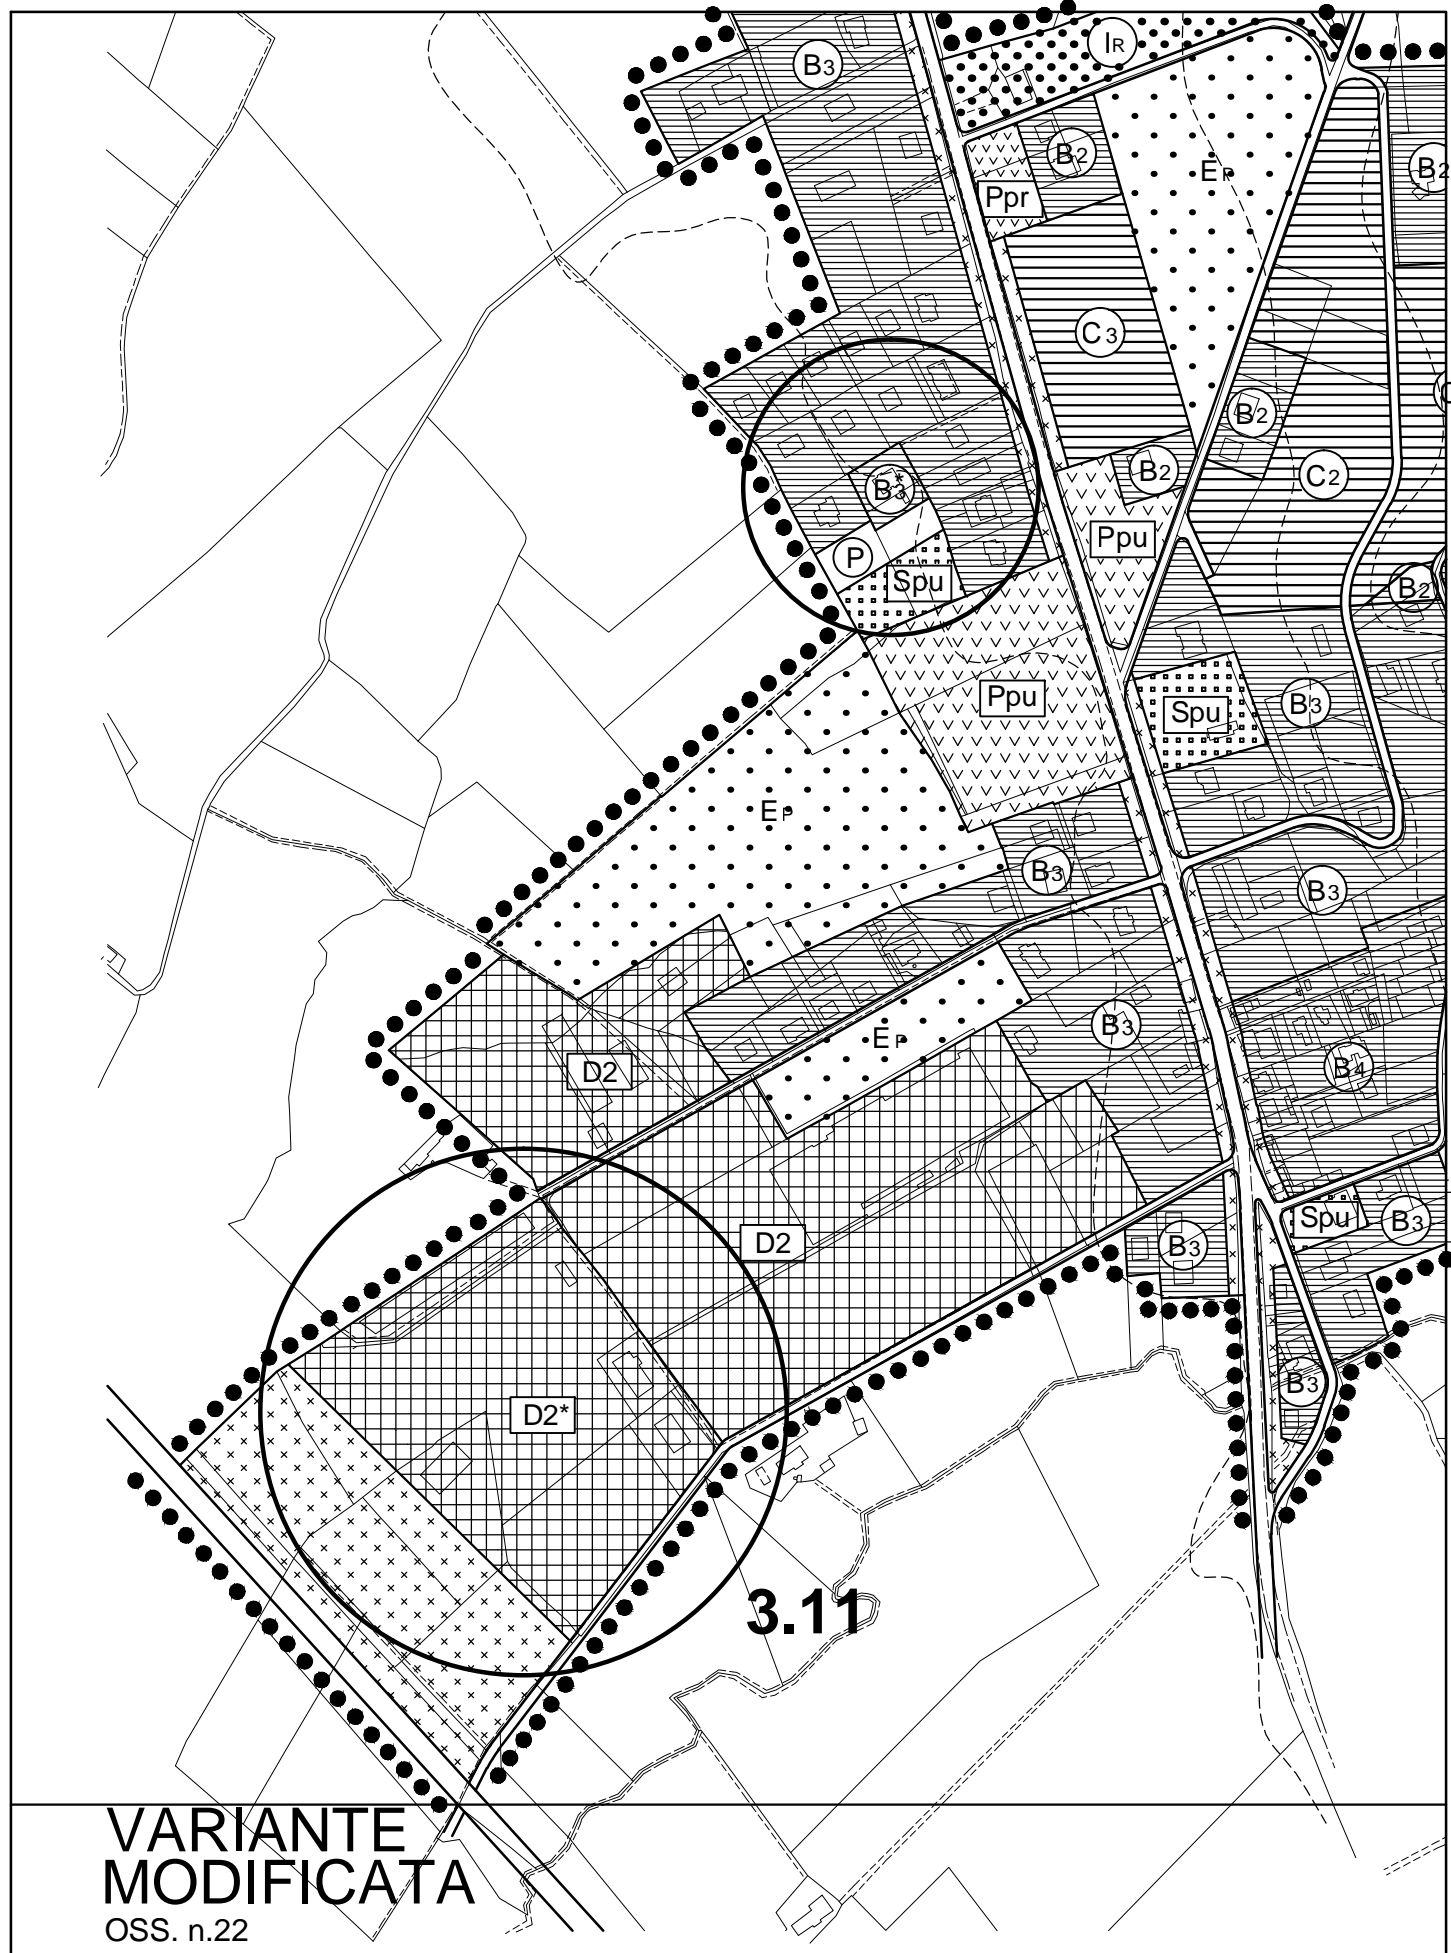 IR
B3
B2
EP
B2
Ppr
C3
B2
B2
C2
B3*
Ppu
P
Spu
B2
Ppu
Spu
B3
EP
B3
B3
B3
EP
D2
B4
D2
Spu
B3
B3
B3
D2*
3.11
VARIANTE
MODIFICATA
OSS. n.22